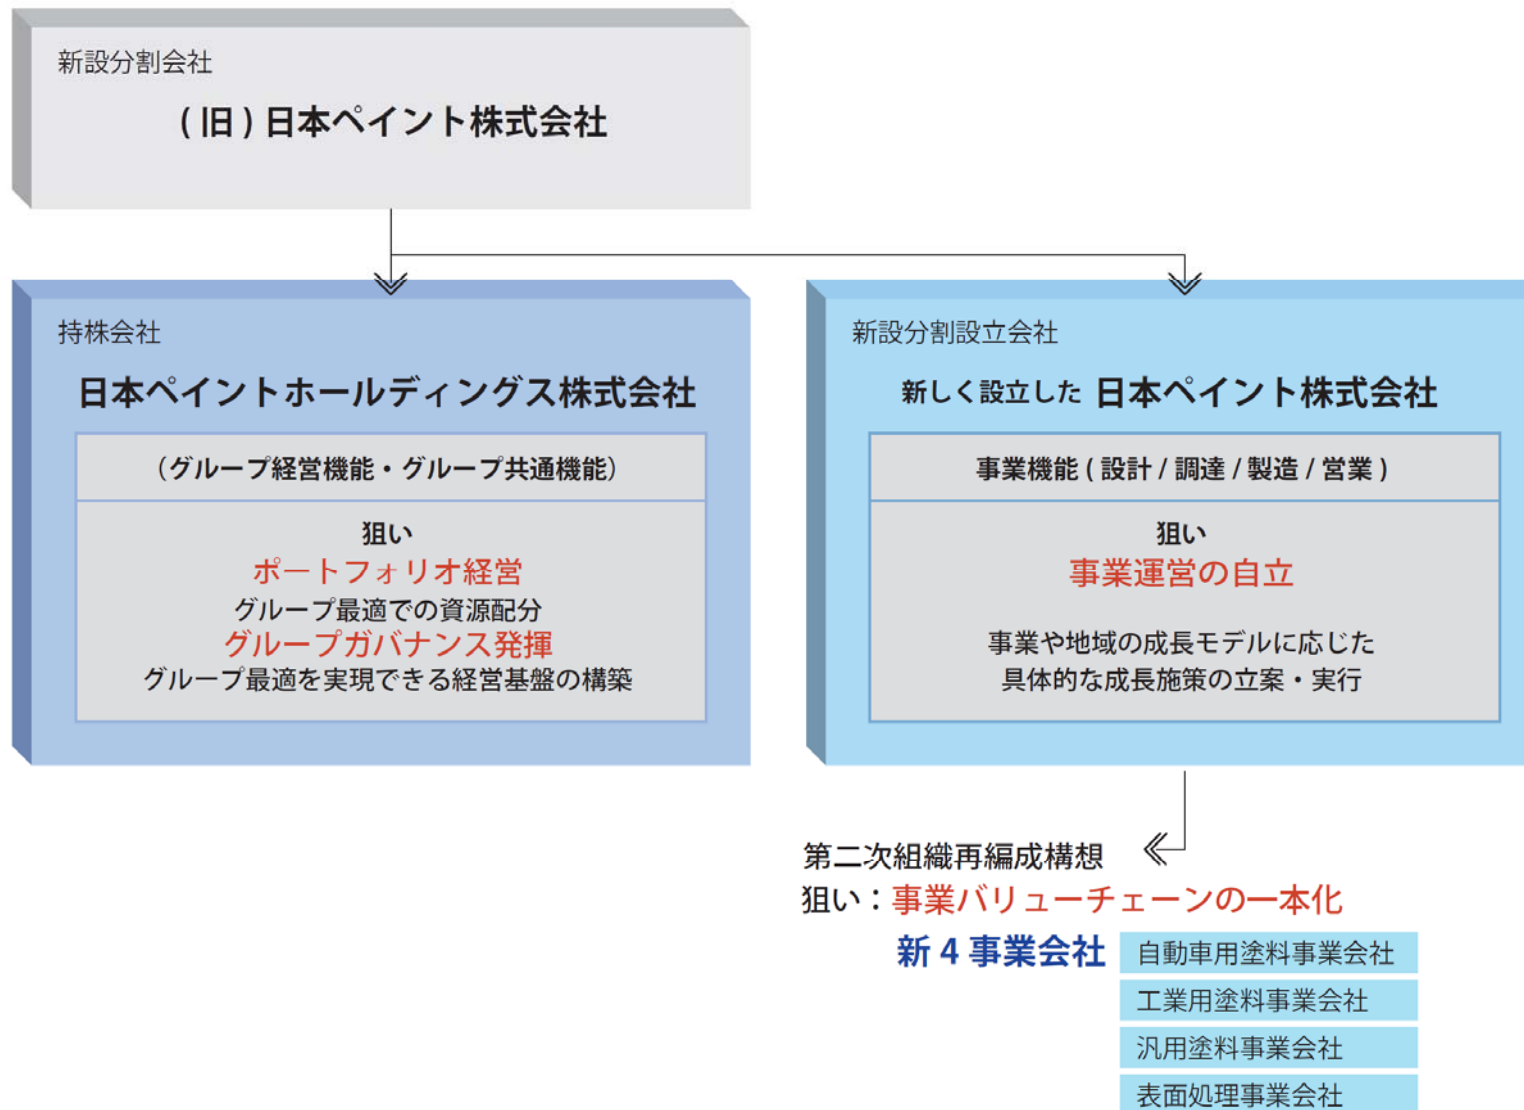 新設分割会社
( 旧 ) 日本ペイント株式会社
持株会社
日本ペイントホールディングス株式会社
（グループ経営機能・グループ共通機能）
狙い
ポートフォリオ経営
グループ最適での資源配分
グループガバナンス発揮
グループ最適を実現できる経営基盤の構築
新設分割設立会社
新しく設立した 日本ペイント株式会社
事業機能 ( 設計 / 調達 / 製造 / 営業 )
狙い
事業運営の自立
事業や地域の成長モデルに応じた
具体的な成長施策の立案・実行
第二次組織再編成構想
狙い：事業バリューチェーンの一本化
新 4 事業会社
自動車用塗料事業会社
工業用塗料事業会社
汎用塗料事業会社
表面処理事業会社